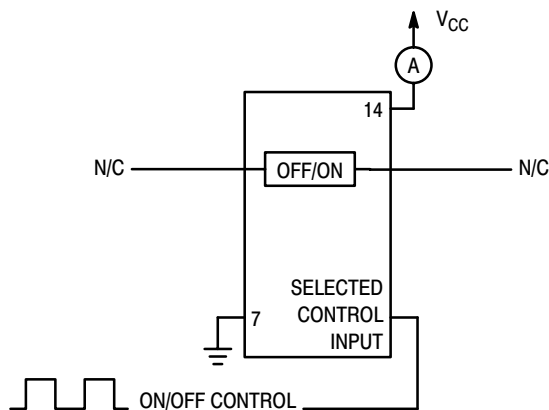 VCC
A
14
N/C
OFF/ON
N/C
SELECTED
7
CONTROL
INPUT
ON/OFF CONTROL